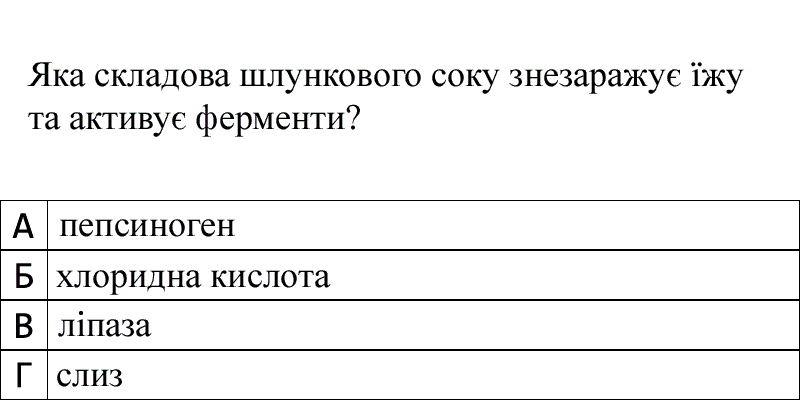 Яка складова шлункового соку знезаражує їжу
та активує ферменти?
А пепсиноген
Б хлоридна кислота
В ліпаза
Г слиз